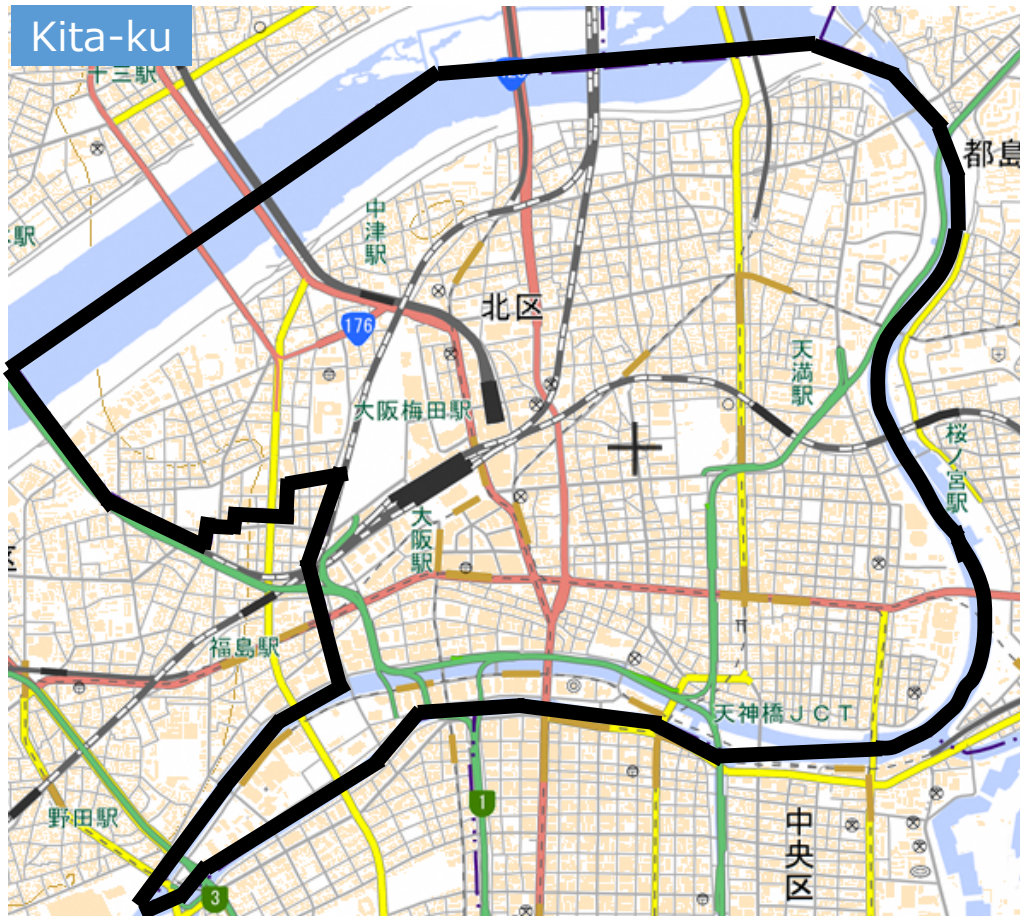 Kita-ku
十三駅
都島
中津駅
北区
176
天満駅
大阪梅田駅
桜ノ宮駅
大阪駅
福島駅
天神橋JCT
1
野田駅
中央区
3